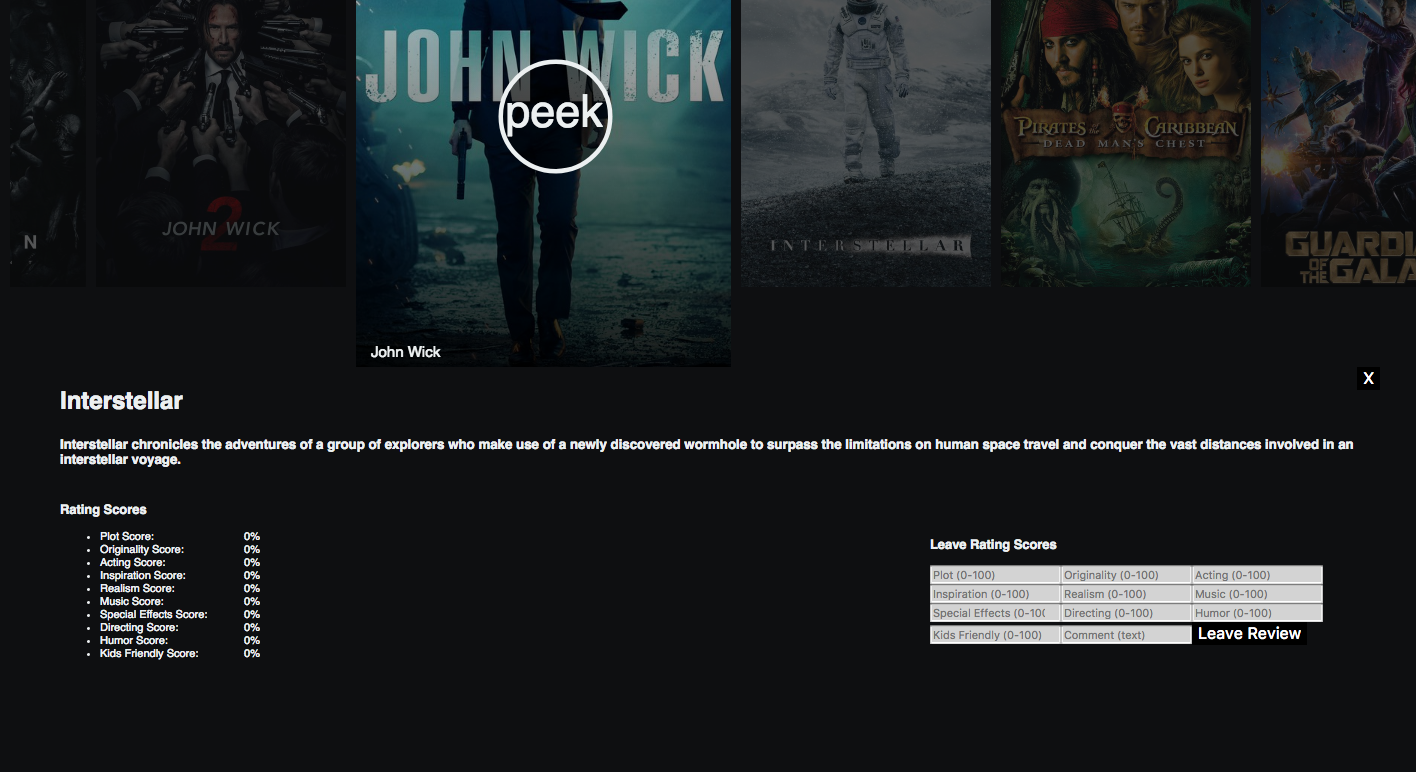 JOHN WICK
peek
N
JOHN WICK
2
INTERSTELLAR
PIRATES of the CARIBBEAN
DEAD MAN'S CHEST
GUARDI
OF THE GALA
John Wick
X
Interstellar
Interstellar chronicles the adventures of a group of explorers who make use of a newly discovered wormhole to surpass the limitations on human space travel and conquer the vast distances involved in an
interstellar voyage.
Rating Scores
• Plot Score: 0%
• Originality Score: 0%
• Acting Score: 0%
• Inspiration Score: 0%
• Realism Score: 0%
• Music Score: 0%
• Special Effects Score: 0%
• Directing Score: 0%
• Humor Score: 0%
• Kids Friendly Score: 0%
Leave Rating Scores
Plot (0-100) Originality (0-100) Acting (0-100)
Inspiration (0-100) Realism (0-100) Music (0-100)
Special Effects (0-10( Directing (0-100) Humor (0-100)
Kids Friendly (0-100) Comment (text) Leave Review